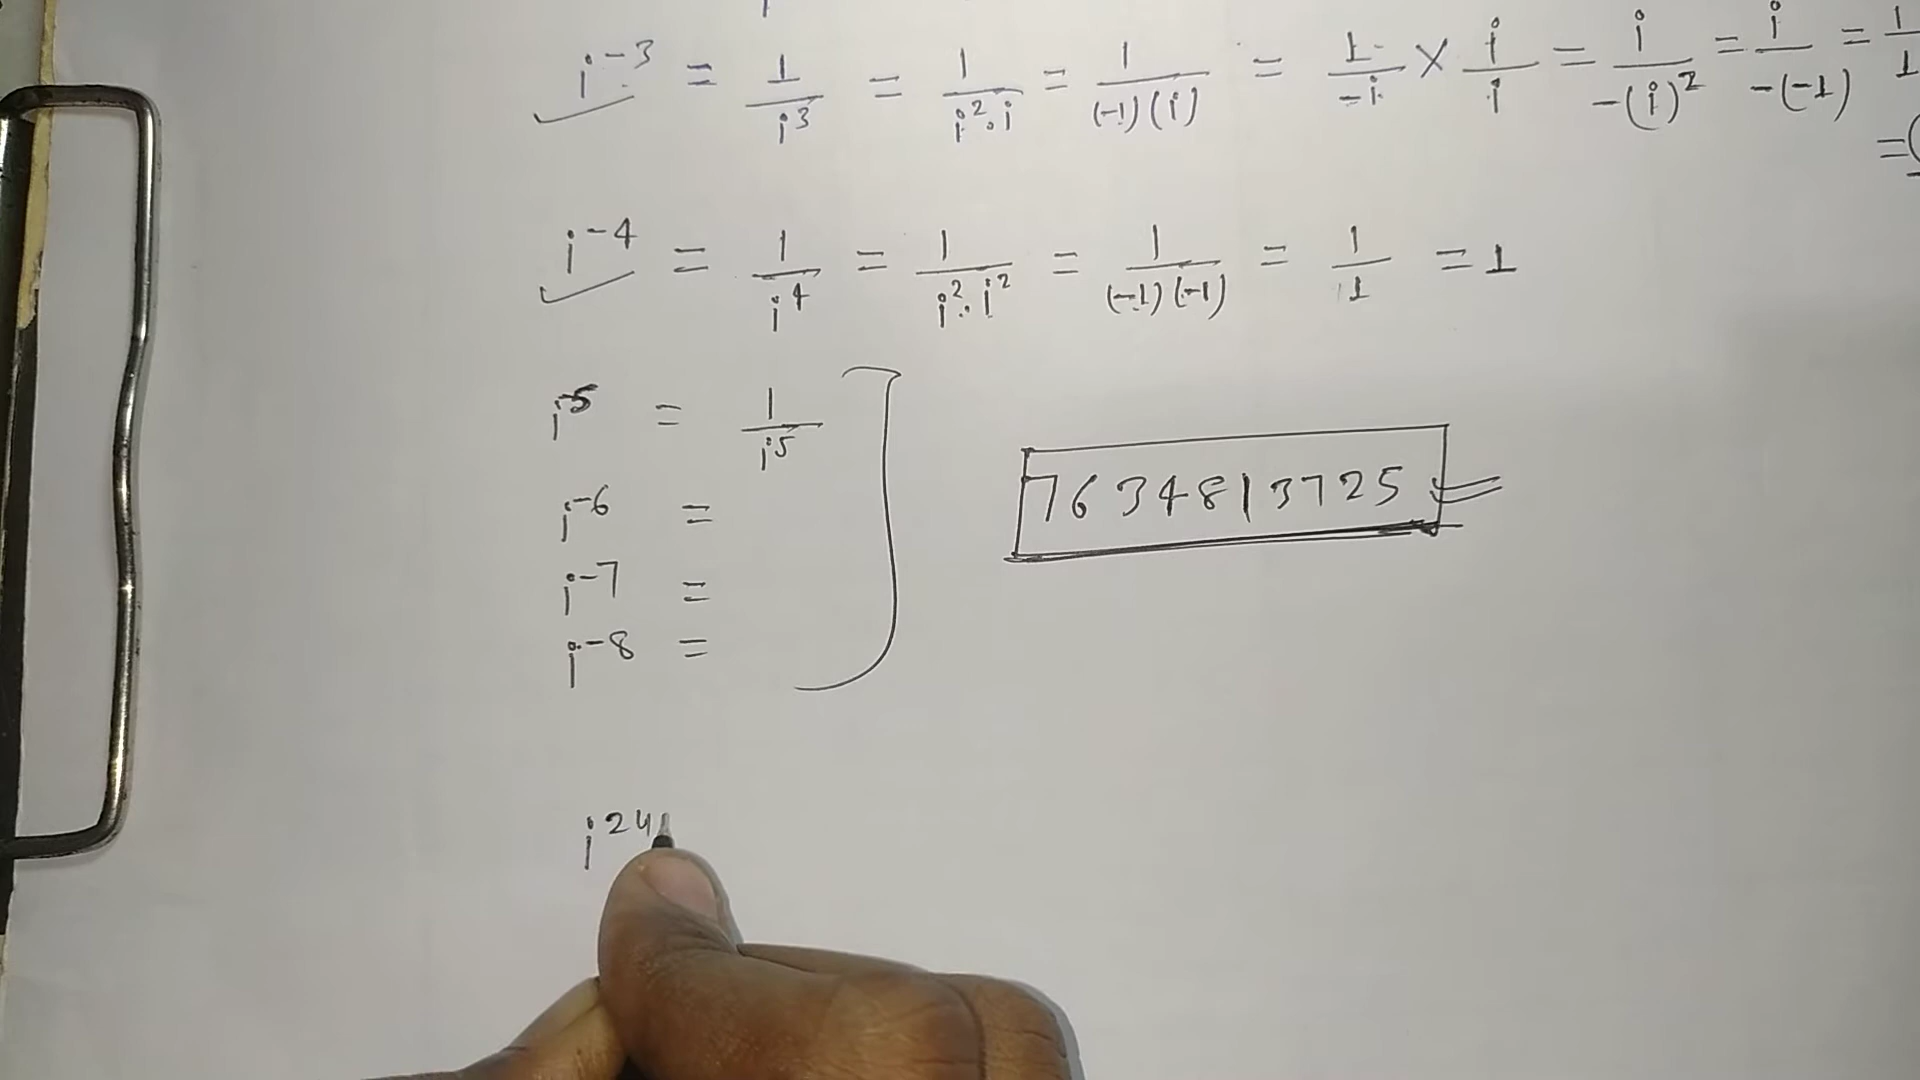 i⁻³ = 1/i³ = 1/(i²·i) = 1/((-1)(i)) = 1/-i × i/i = i/-(i)² = i/-(-1) = 1/1
=
i⁻⁴ = 1/i⁴ = 1/(i²·i²) = 1/((-1)(-1)) = 1/1 = 1
i⁻⁵ = 1/i⁵
7634813725
i⁻⁶ =
i⁻⁷ =
i⁻⁸ =
i²⁴